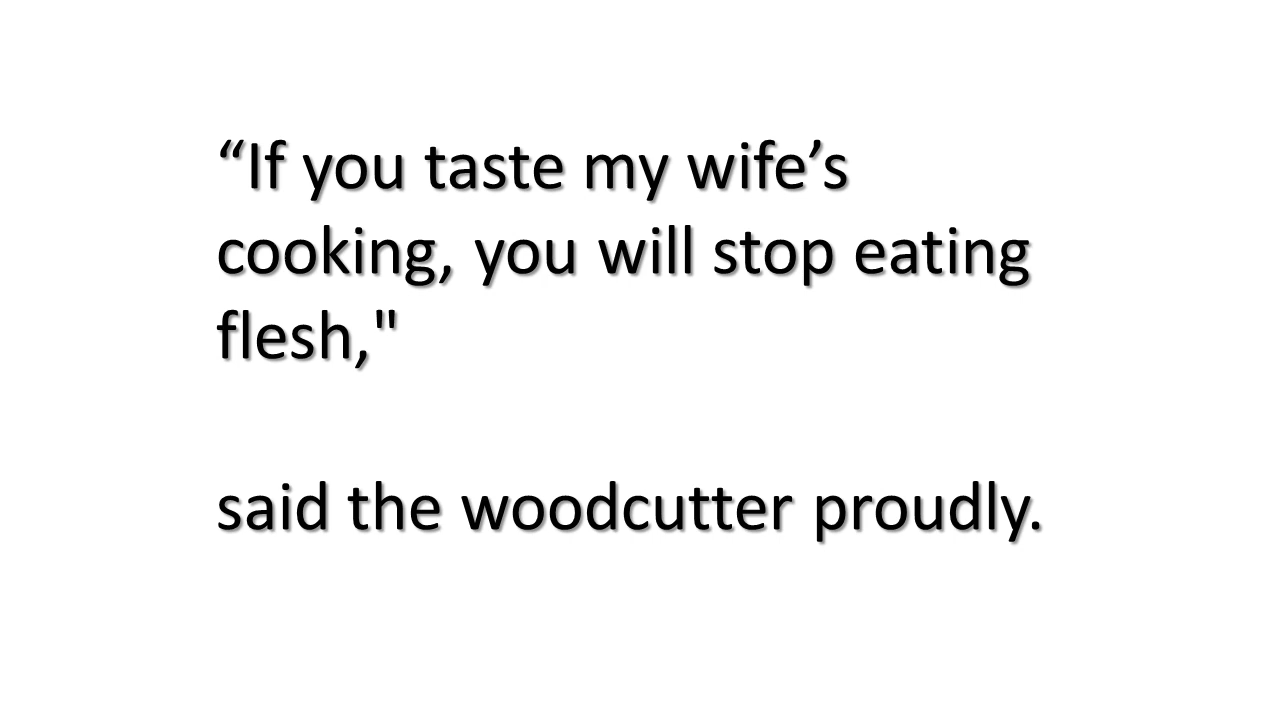 “If you taste my wife’s
cooking, you will stop eating
flesh,"
said the woodcutter proudly.